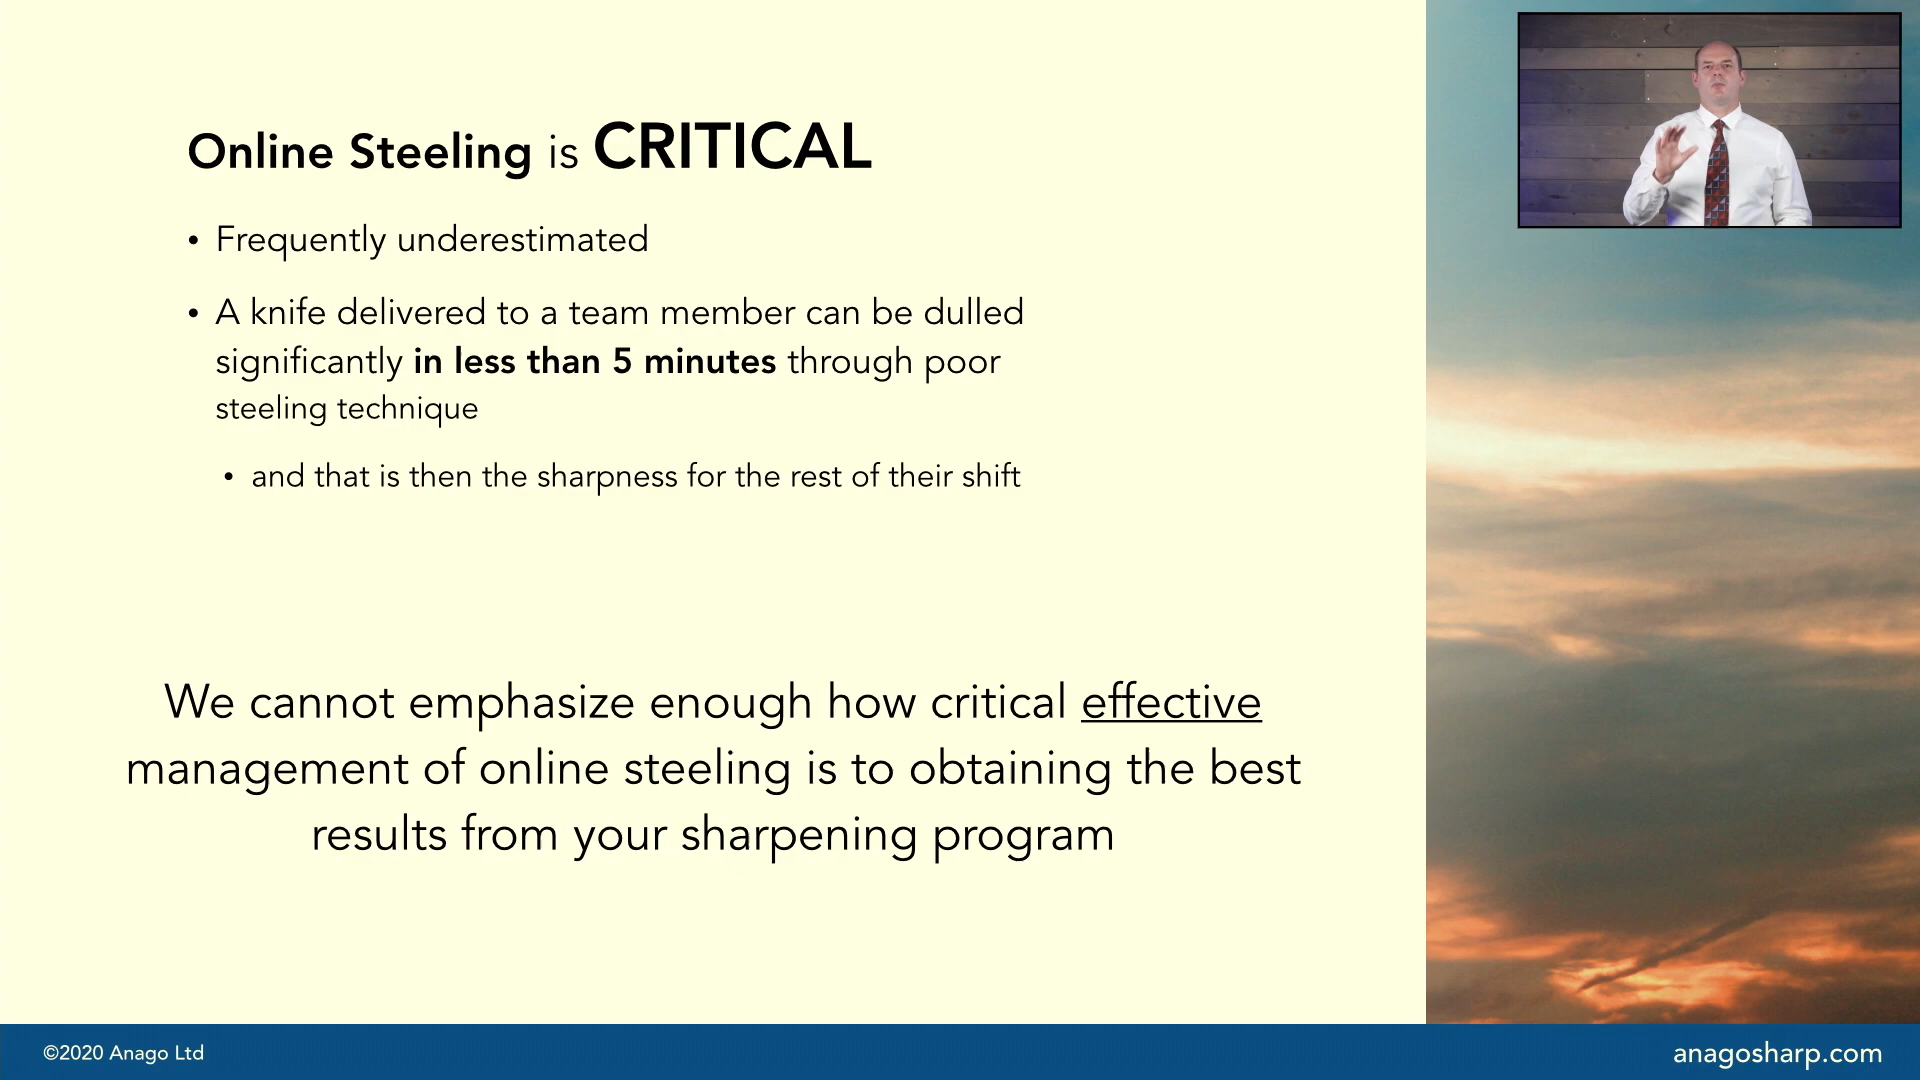 Online Steeling is CRITICAL
• Frequently underestimated
• A knife delivered to a team member can be dulled
significantly in less than 5 minutes through poor
steeling technique
• and that is then the sharpness for the rest of their shift
We cannot emphasize enough how critical effective
management of online steeling is to obtaining the best
results from your sharpening program
©2020 Anago Ltd
anagosharp.com